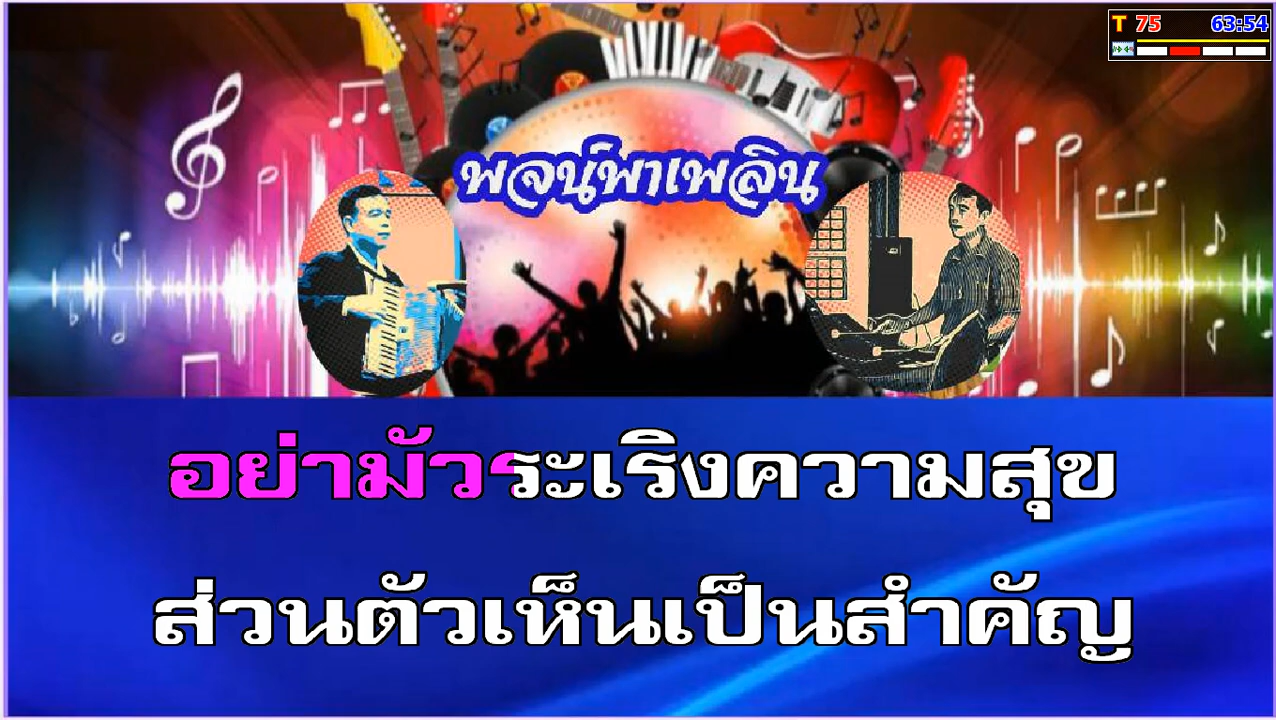 T 75 63:54
พจน์พาเพลิน
อย่ามัวระเริงความสุข
ส่วนตัวเห็นเป็นสำคัญ